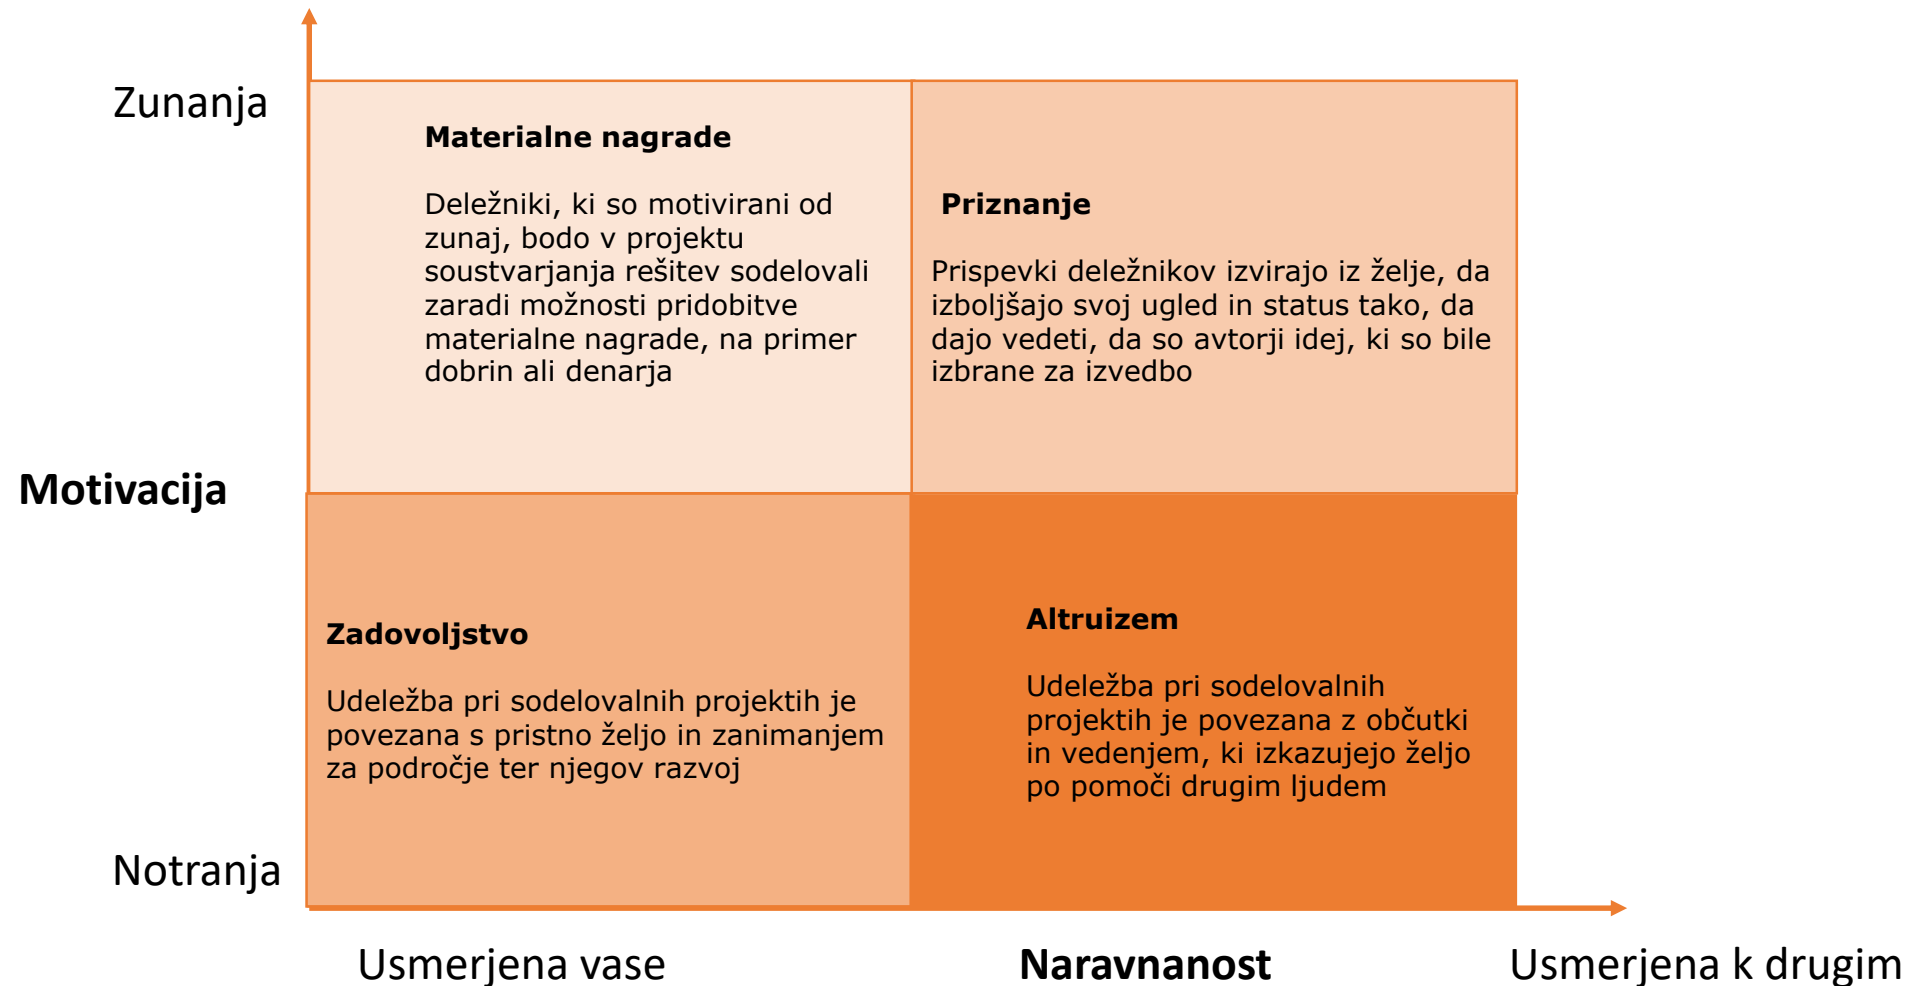 Zunanja
Materialne nagrade
Deležniki, ki so motivirani od
zunaj, bodo v projektu
soustvarjanja rešitev sodelovali
zaradi možnosti pridobitve
materialne nagrade, na primer
dobrin ali denarja
Priznanje
Prispevki deležnikov izvirajo iz želje, da
izboljšajo svoj ugled in status tako, da
dajo vedeti, da so avtorji idej, ki so bile
izbrane za izvedbo
Motivacija
Zadovoljstvo
Udeležba pri sodelovalnih projektih je
povezana s pristno željo in zanimanjem
za področje ter njegov razvoj
Altruizem
Udeležba pri sodelovalnih
projektih je povezana z občutki
in vedenjem, ki izkazujejo željo
po pomoči drugim ljudem
Notranja
Usmerjena vase
Naravnanost
Usmerjena k drugim